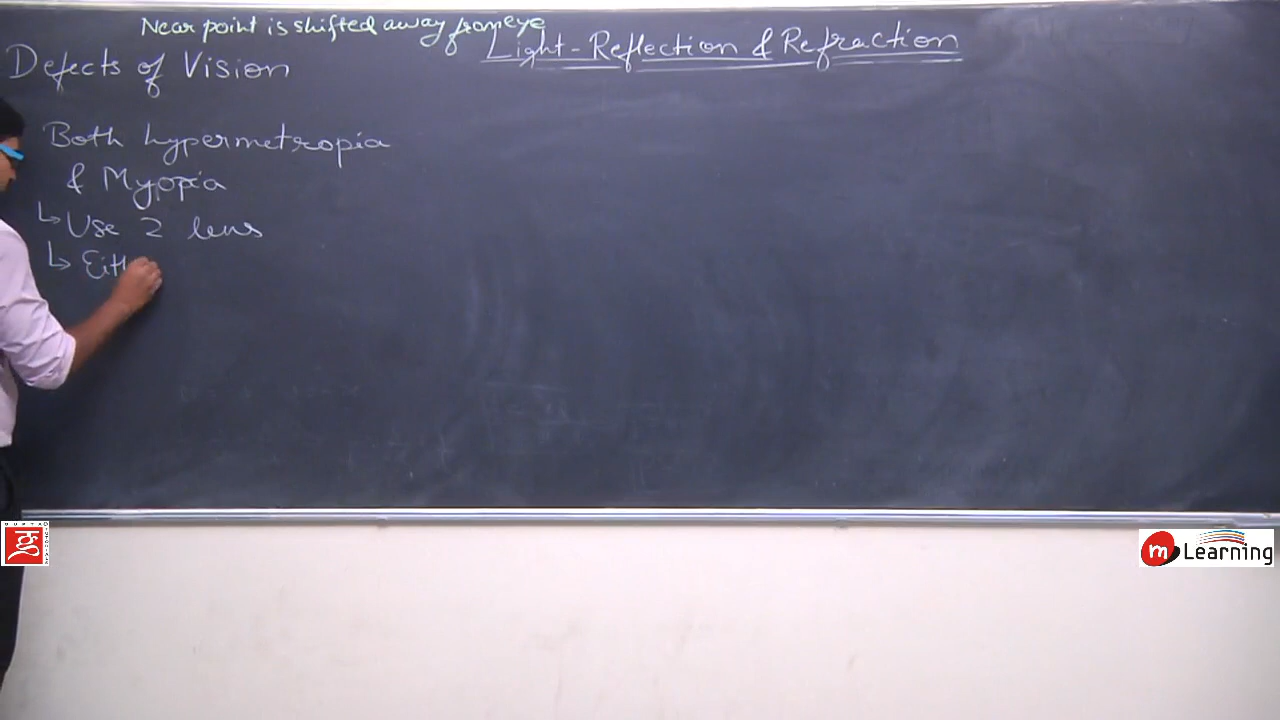 Near point is shifted away from eye
Light - Reflection & Refraction
Defects of Vision
Both hypermetropia
& Myopia
↳ Use 2 lens
↳ Eith
mLearning